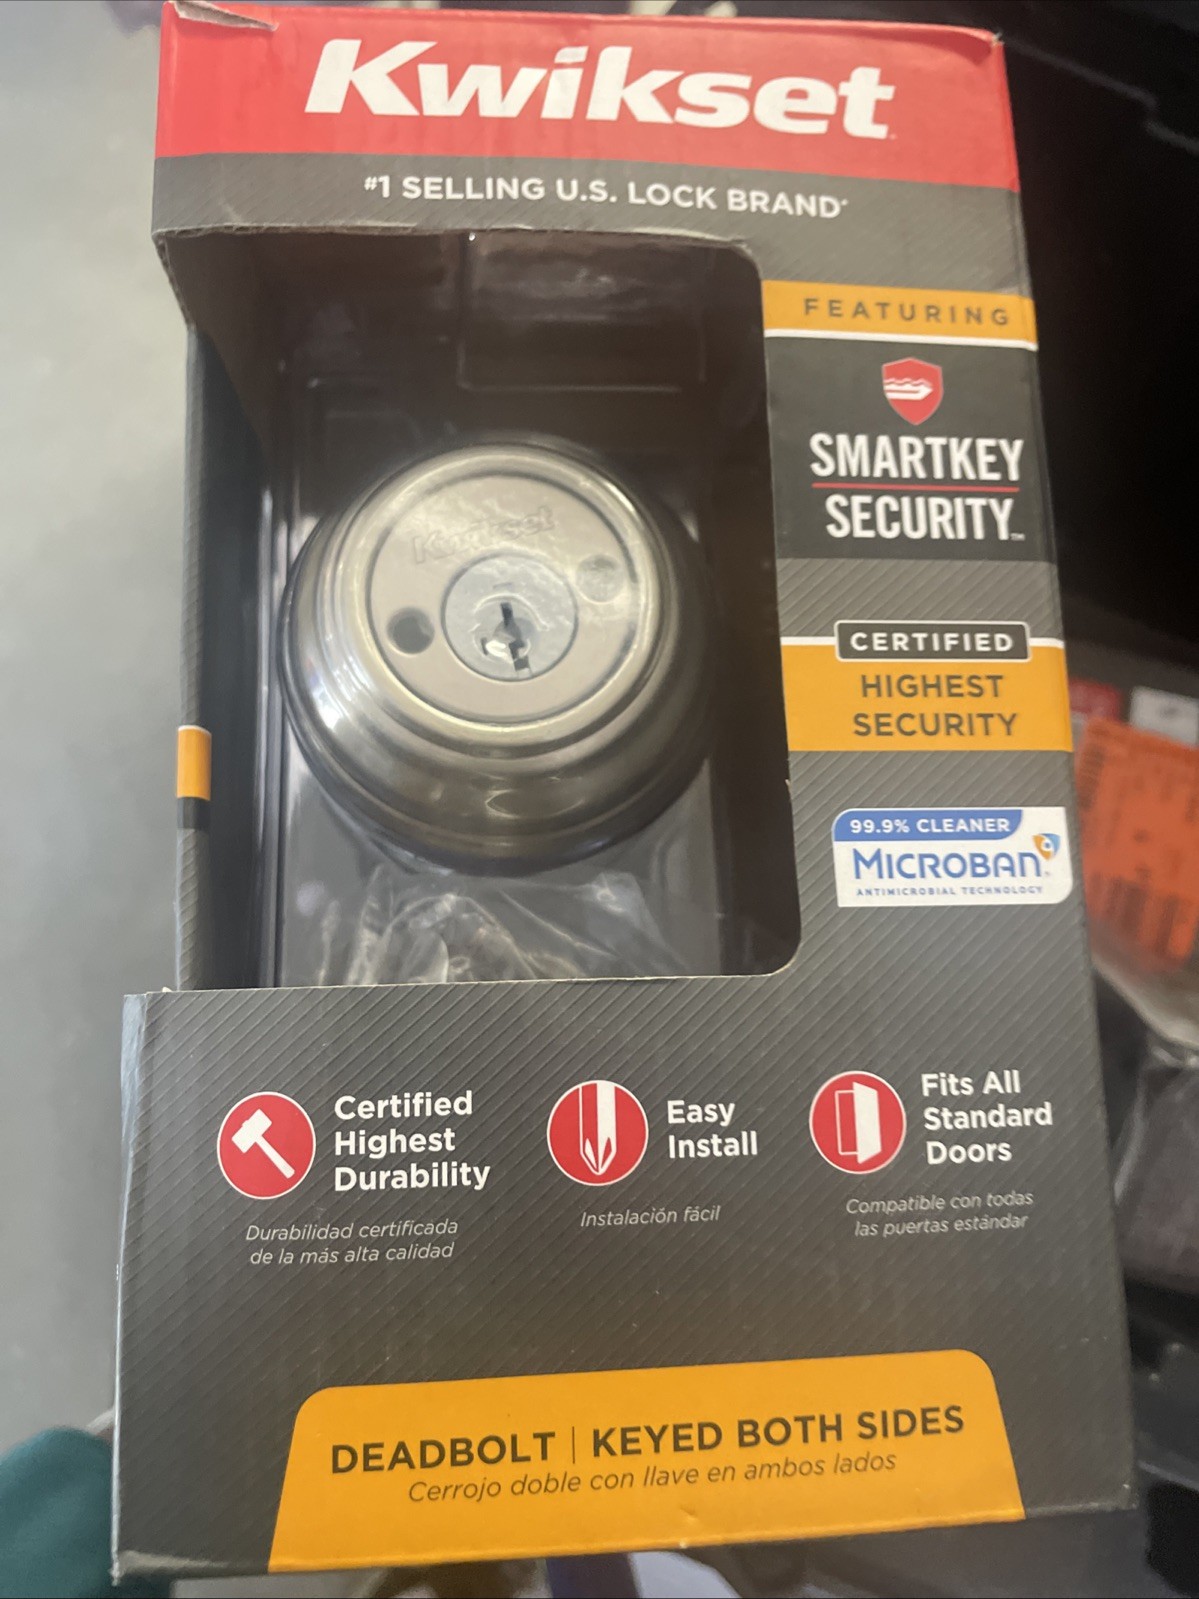 Kwikset
#1 SELLING U.S. LOCK BRAND*
FEATURING
SMARTKEY
SECURITY™
Kwikset
CERTIFIED
HIGHEST
SECURITY
99.9% CLEANER
MICROBAN
ANTIMICROBIAL TECHNOLOGY
Certified
Highest
Durability
Durabilidad certificada
de la más alta calidad
Easy
Install
Instalación fácil
Fits All
Standard
Doors
Compatible con todas
las puertas estándar
DEADBOLT | KEYED BOTH SIDES
Cerrojo doble con llave en ambos lados